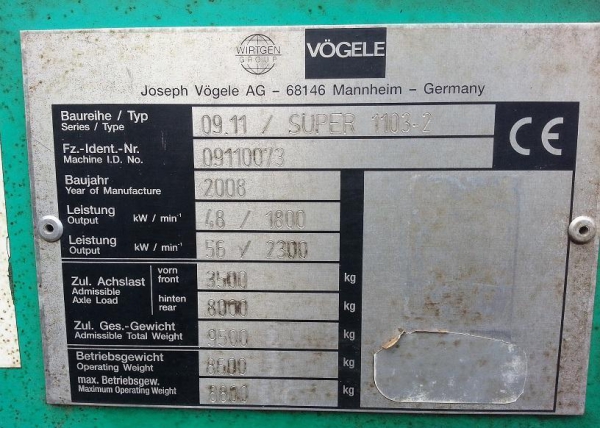 WIRTGEN GROUP VÖGELE
Joseph Vögele AG – 68146 Mannheim – Germany
Baureihe / Typ 09.11 / SUPER 1103-2
Series / Type
Fz.-Ident.-Nr. 09110073
Machine I.D. No.
CE
Baujahr 2008
Year of Manufacture
Leistung kW / min⁻¹ 48 / 1800
Output
Leistung kW / min⁻¹ 56 / 2300
Output
Zul. Achslast vorn 3500 kg
Admissible front
Axle Load hinten 8000 kg
rear
Zul. Ges.-Gewicht 9500 kg
Admissible Total Weight
Betriebsgewicht 8600 kg
Operating Weight
max. Betriebsgew. kg
Maximum Operating Weight